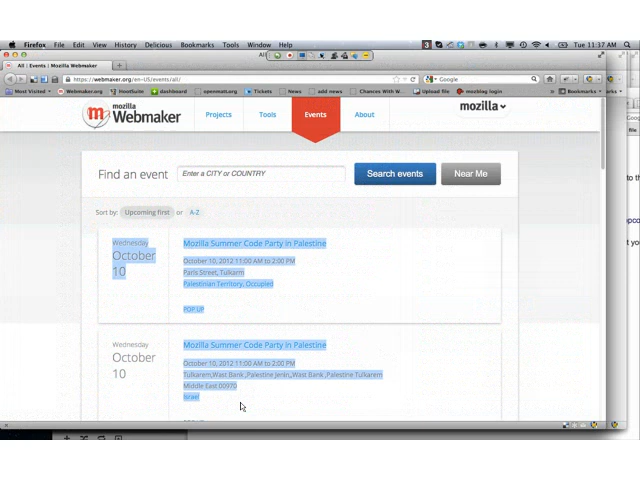 Firefox File Edit View History Delicious Bookmarks Tools Window Help
Tue 11:37 AM
All | Events | Mozilla Webmaker
https://webmaker.org/en-US/events/all/
Google
Most Visited Webmaker.org HootSuite dashboard openmatt.org Tickets News add news Chances With W... Upload file mozblog login Bookmarks
mozilla
Webmaker
Projects Tools Events About
mozilla
Find an event
Enter a CITY or COUNTRY
Search events
Near Me
Sort by: Upcoming first or A-Z
Wednesday
October
10
Mozilla Summer Code Party in Palestine
October 10, 2012 11:00 AM to 2:00 PM
Paris Street, Tulkarm
Palestinian Territory, Occupied
POP UP
Wednesday
October
10
Mozilla Summer Code Party in Palestine
October 10, 2012 11:00 AM to 2:00 PM
Tulkarem,Wast Bank ,Palestine Jenin,,Wast Bank ,Palestine Tulkarem
Middle East 00970
Israel